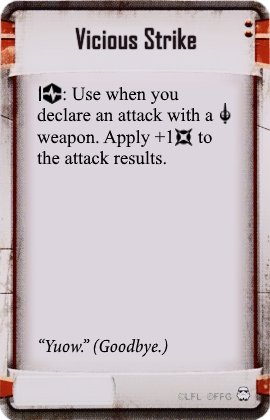 Vicious Strike
1: Use when you
declare an attack with a
weapon. Apply +1 to
the attack results.
“Yuow.” (Goodbye.)
©LFL ©FFG